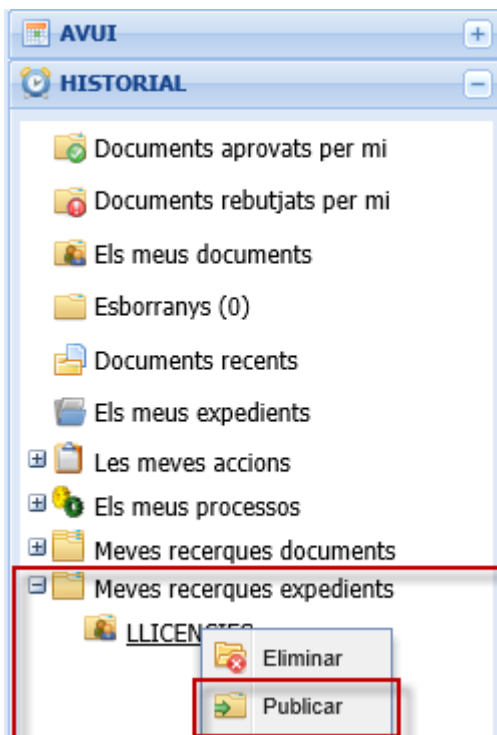 AVUI
HISTORIAL
Documents aprovats per mi
Documents rebutjats per mi
Els meus documents
Esborranys (0)
Documents recents
Els meus expedients
Les meves accions
Els meus processos
Meves recerques documents
Meves recerques expedients
Eliminar
Publicar